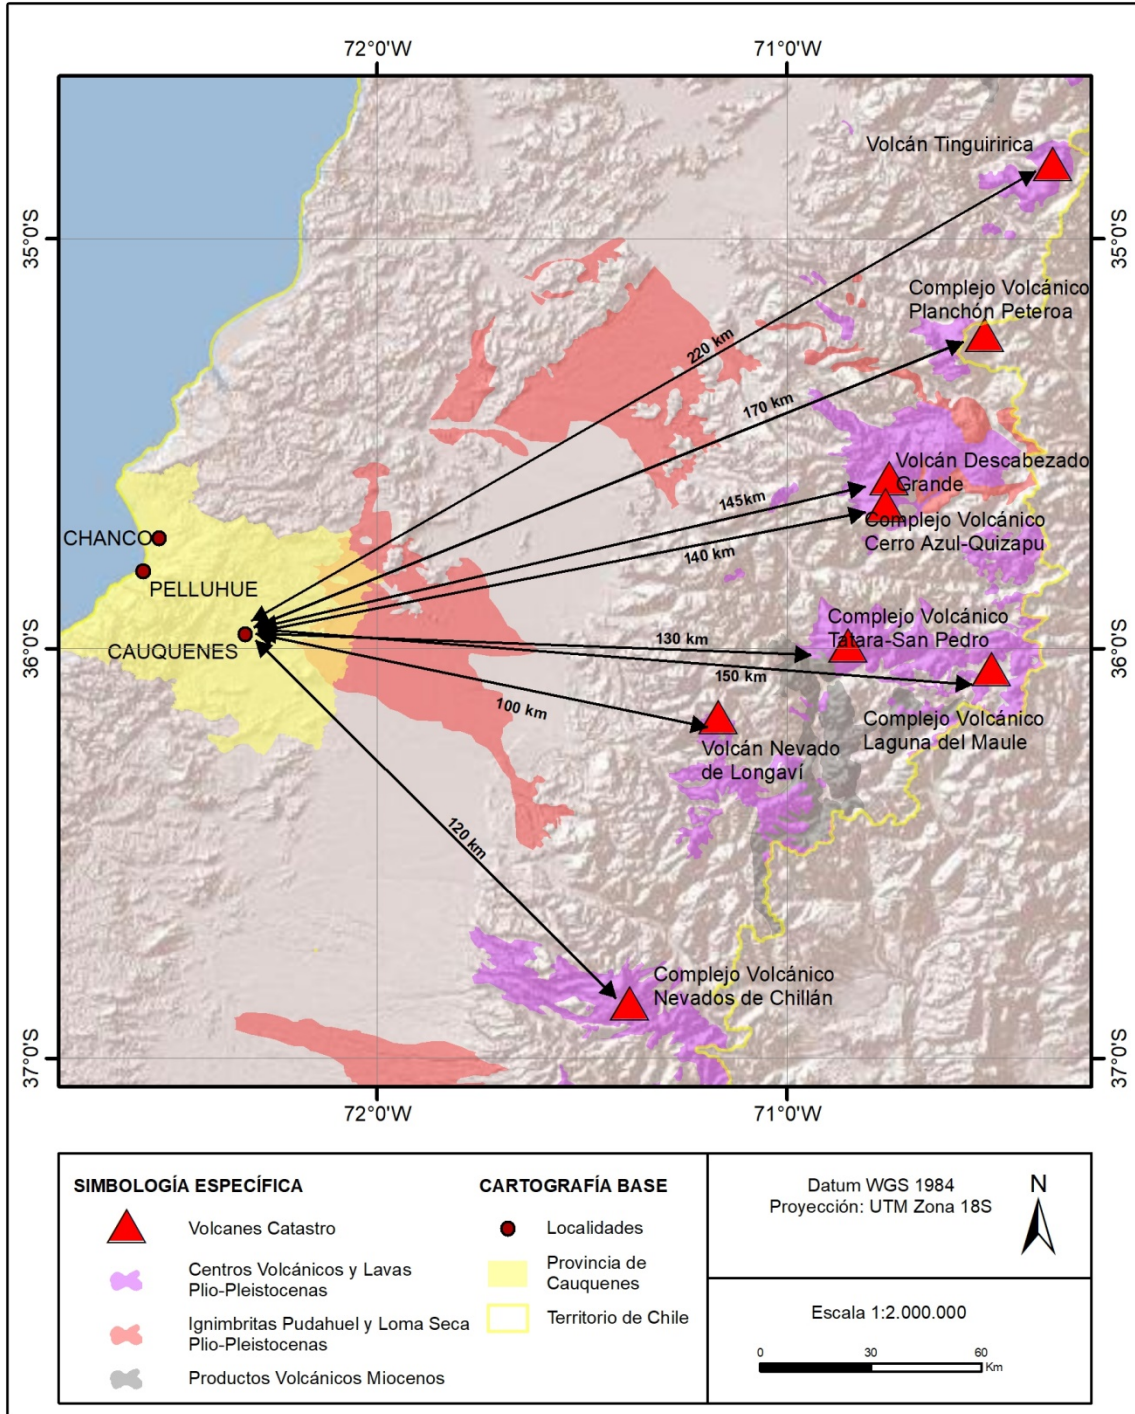 72°0'W
71°0'W
Volcán Tinguiririca
35°0'S
35°0'S
Complejo Volcánico
Planchón Peteroa
220 km
170 km
Volcán Descabezado
Grande
145km
Complejo Volcánico
Cerro Azul-Quizapu
140 km
CHANCO
PELLUHUE
CAUQUENES
36°0'S
36°0'S
Complejo Volcánico
Tatara-San Pedro
130 km
150 km
100 km
Complejo Volcánico
Laguna del Maule
Volcán Nevado
de Longaví
120 km
Complejo Volcánico
Nevados de Chillán
37°0'S
37°0'S
72°0'W
71°0'W
SIMBOLOGÍA ESPECÍFICA
Volcanes Catastro
Centros Volcánicos y Lavas
Plio-Pleistocenas
Ignimbritas Pudahuel y Loma Seca
Plio-Pleistocenas
Productos Volcánicos Miocenos
CARTOGRAFÍA BASE
Localidades
Provincia de
Cauquenes
Territorio de Chile
Datum WGS 1984
Proyección: UTM Zona 18S
N
Escala 1:2.000.000
0 30 60
Km